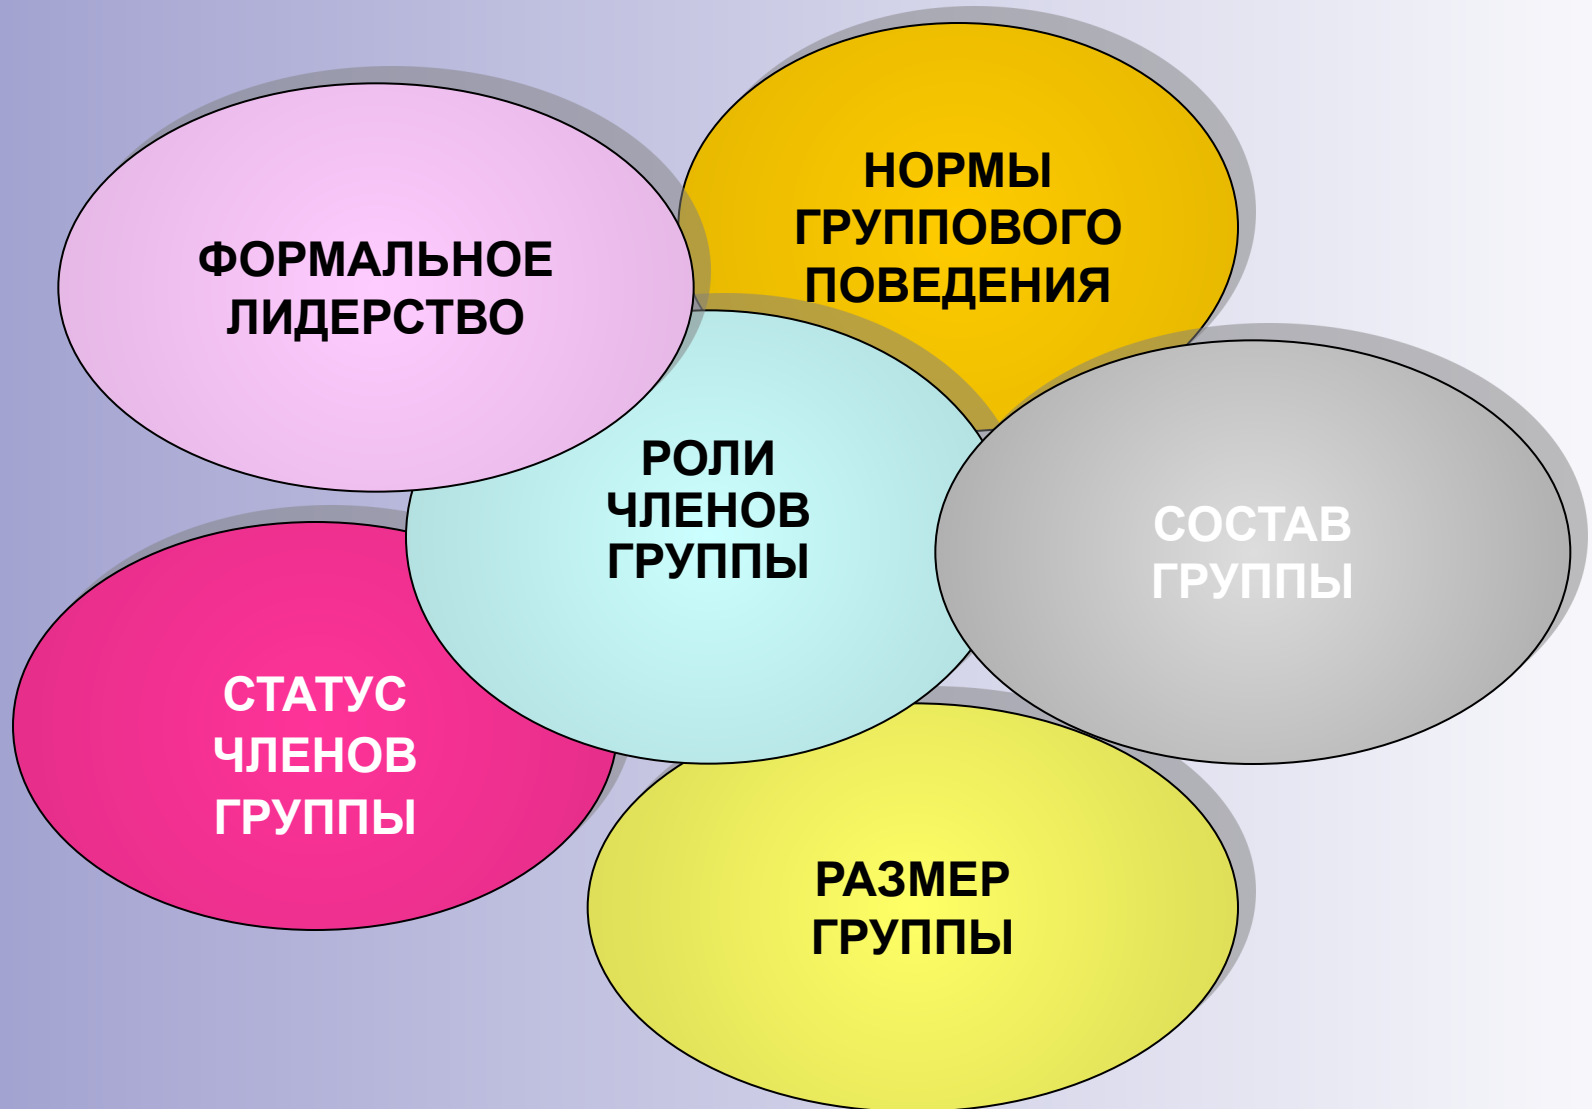 ФОРМАЛЬНОЕ
ЛИДЕРСТВО
НОРМЫ
ГРУППОВОГО
ПОВЕДЕНИЯ
РОЛИ
ЧЛЕНОВ
ГРУППЫ
СОСТАВ
ГРУППЫ
СТАТУС
ЧЛЕНОВ
ГРУППЫ
РАЗМЕР
ГРУППЫ